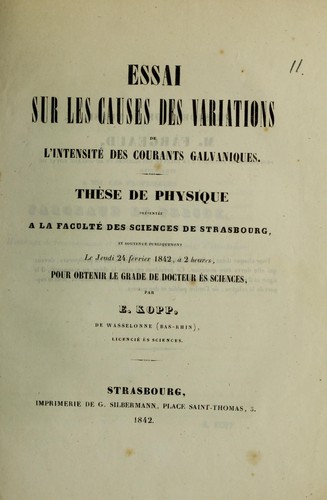 11.
ESSAI
SUR LES CAUSES DES VARIATIONS
DE
L'INTENSITÉ DES COURANTS GALVANIQUES.
THÈSE DE PHYSIQUE
PRÉSENTÉE
A LA FACULTÉ DES SCIENCES DE STRASBOURG,
ET SOUTENUE PUBLIQUEMENT
Le Jeudi 24 février 1842, à 2 heures,
POUR OBTENIR LE GRADE DE DOCTEUR ÈS SCIENCES,
PAR
E. KOPP.
DE WASSELONNE (BAS-RHIN),
LICENCIÉ ÈS SCIENCES.
STRASBOURG,
IMPRIMERIE DE G. SILBERMANN, PLACE SAINT-THOMAS, 3.
1842.